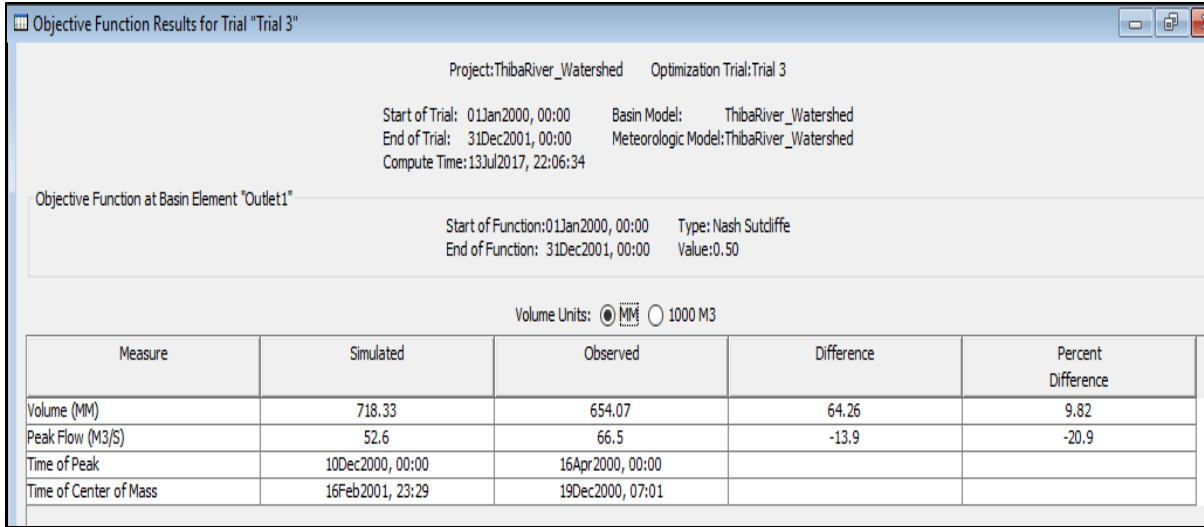 Objective Function Results for Trial "Trial 3"
Project:ThibaRiver_Watershed Optimization Trial:Trial 3
Start of Trial: 01Jan2000, 00:00 Basin Model: ThibaRiver_Watershed
End of Trial: 31Dec2001, 00:00 Meteorologic Model:ThibaRiver_Watershed
Compute Time:13Jul2017, 22:06:34
Objective Function at Basin Element "Outlet1"
Start of Function:01Jan2000, 00:00 Type: Nash Sutcliffe
End of Function: 31Dec2001, 00:00 Value:0.50
Volume Units: MM 1000 M3
Measure Simulated Observed Difference Percent
Difference
Volume (MM) 718.33 654.07 64.26 9.82
Peak Flow (M3/S) 52.6 66.5 -13.9 -20.9
Time of Peak 10Dec2000, 00:00 16Apr2000, 00:00
Time of Center of Mass 16Feb2001, 23:29 19Dec2000, 07:01